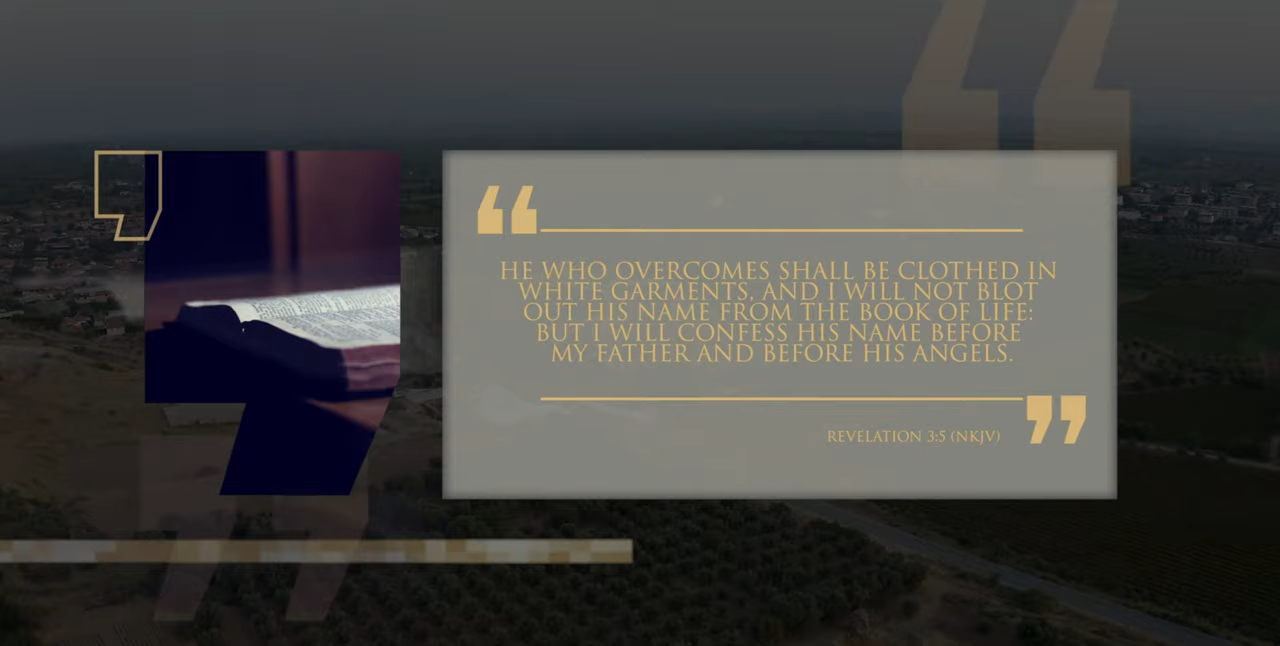 “
HE WHO OVERCOMES SHALL BE CLOTHED IN
WHITE GARMENTS, AND I WILL NOT BLOT
OUT HIS NAME FROM THE BOOK OF LIFE;
BUT I WILL CONFESS HIS NAME BEFORE
MY FATHER AND BEFORE HIS ANGELS.
”
REVELATION 3:5 (NKJV)